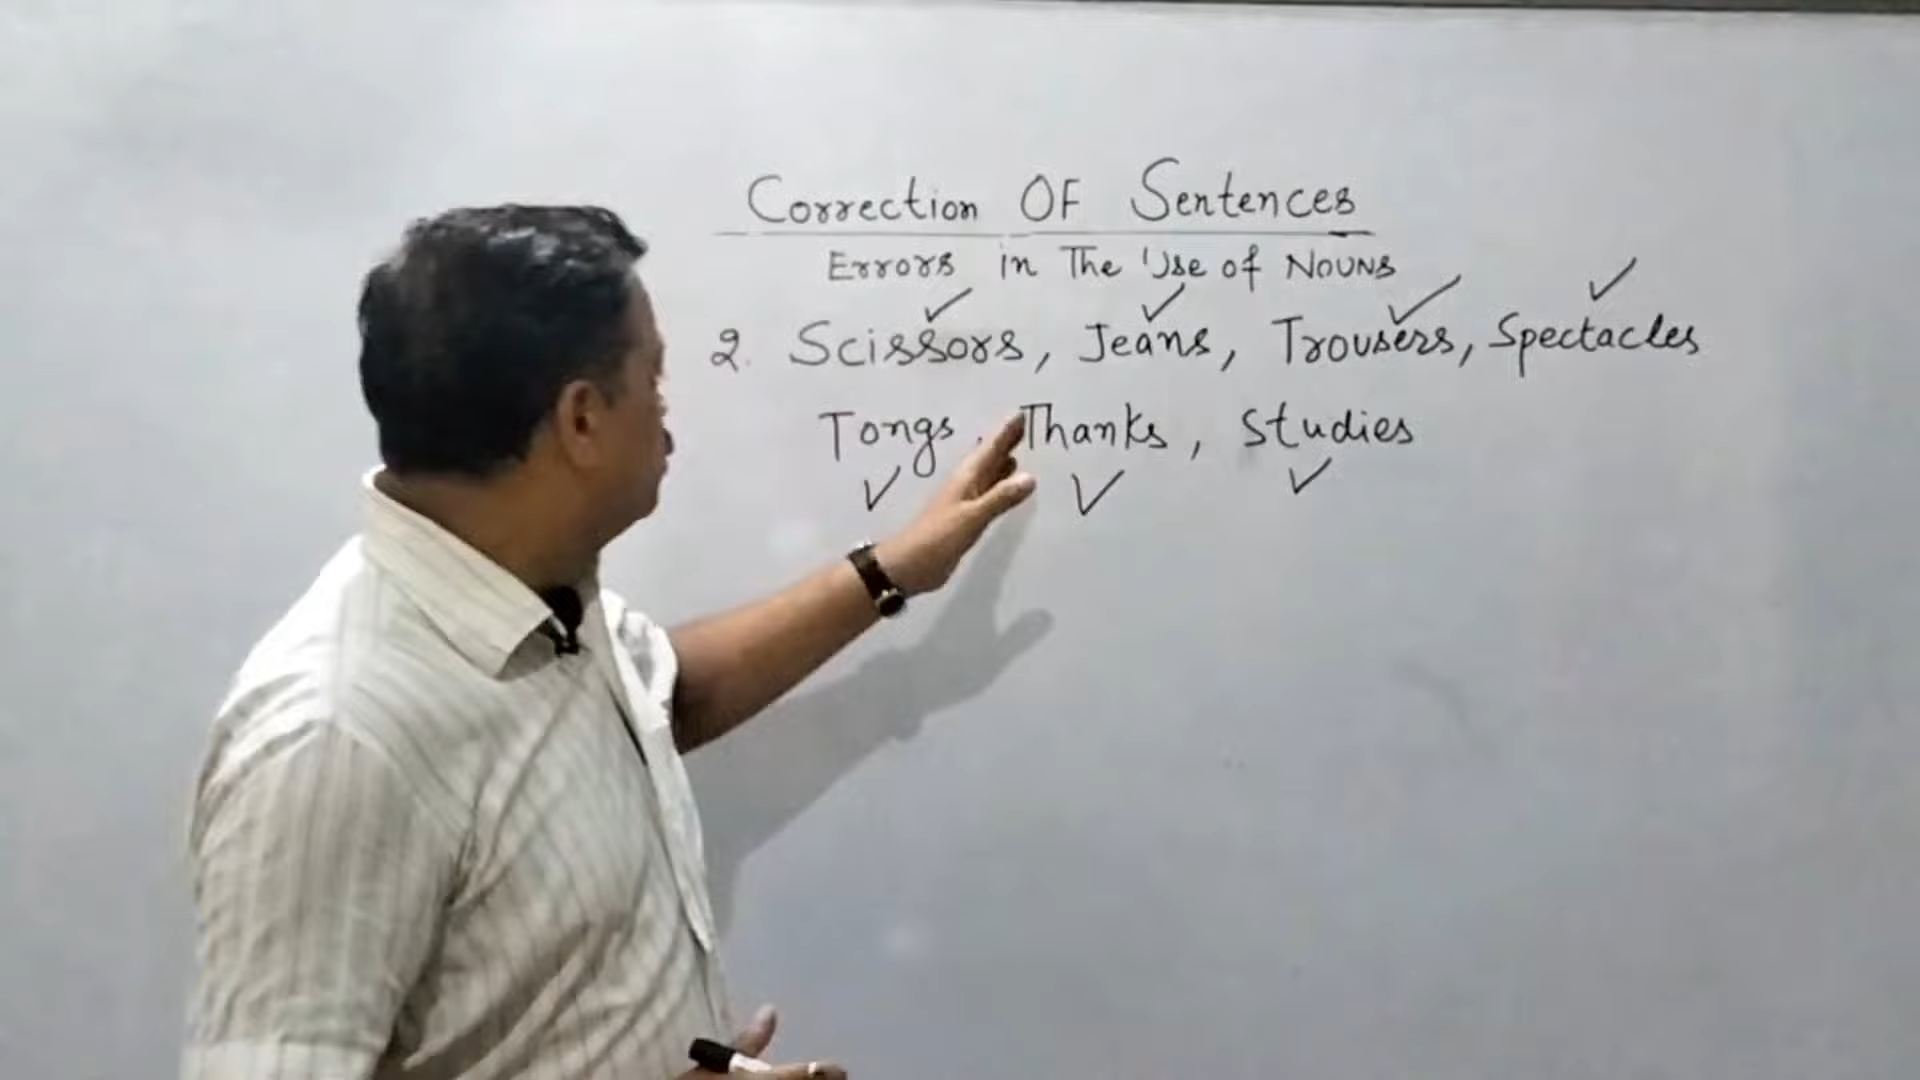 Correction OF Sentences
Errors in The Use of NOUNS
2. Scissors, Jeans, Trousers, Spectacles
Tongs, Thanks, Studies